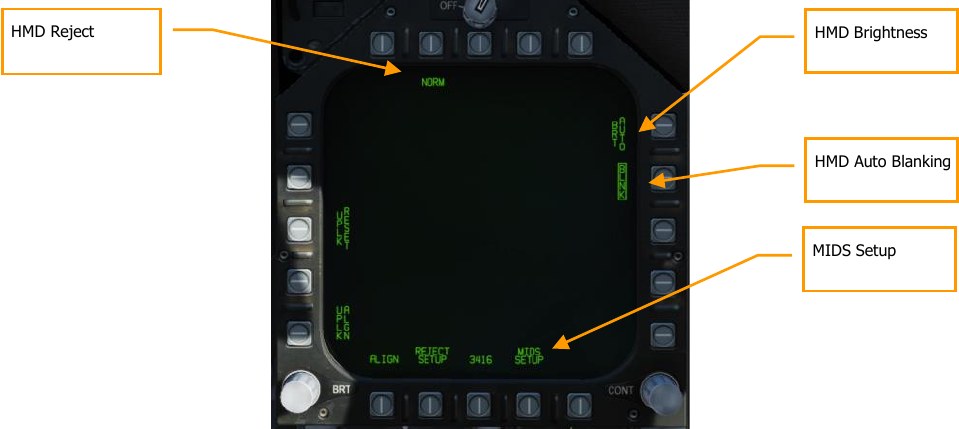 OFF
HMD Reject
HMD Brightness
NORM
AUTO
BRT
HMD Auto Blanking
BLNK
RESET
UPLK
MIDS Setup
ALGN
UPLK
ALIGN
REJECT
SETUP
3416
MIDS
SETUP
BRT
CONT